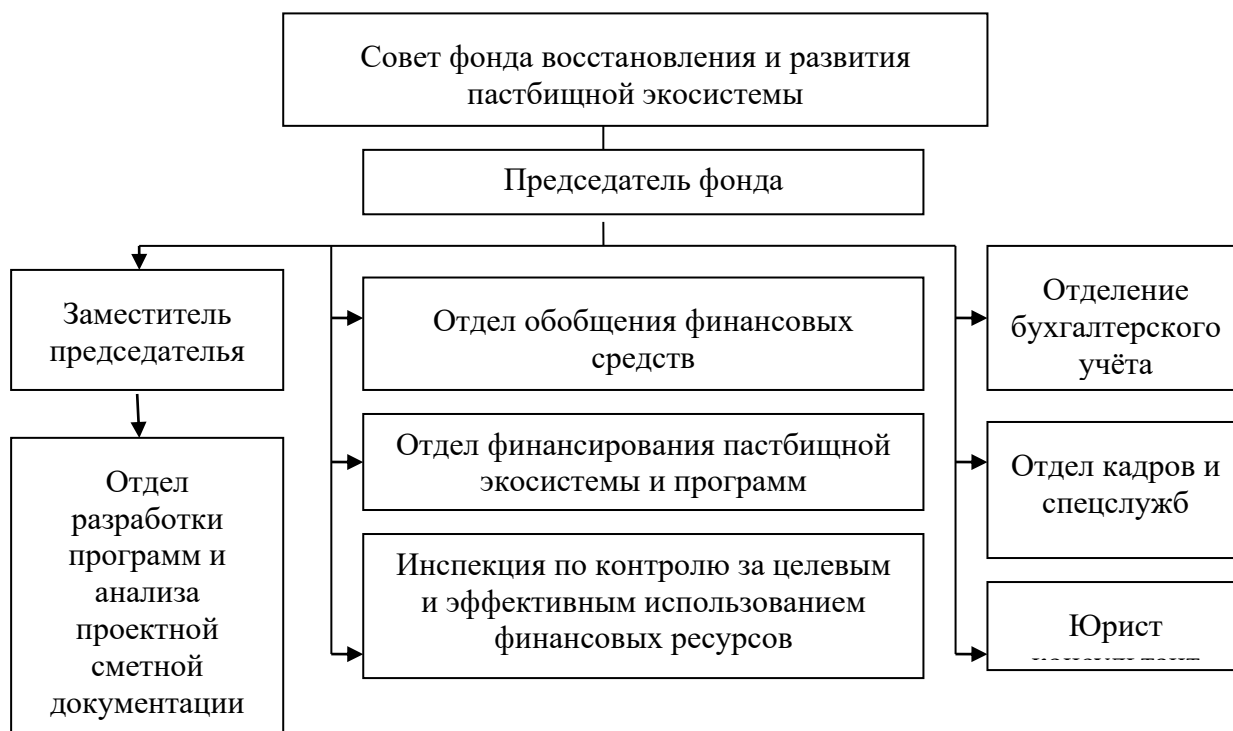 Совет фонда восстановления и развития
пастбищной экосистемы
Председатель фонда
Заместитель
председателья
Отдел обобщения финансовых
средств
Отделение
бухгалтерского
учёта
Отдел
разработки
программ и
анализа
проектной
сметной
документации
Отдел финансирования пастбищной
экосистемы и программ
Отдел кадров и
спецслужб
Инспекция по контролю за целевым
и эффективным использованием
финансовых ресурсов
Юрист